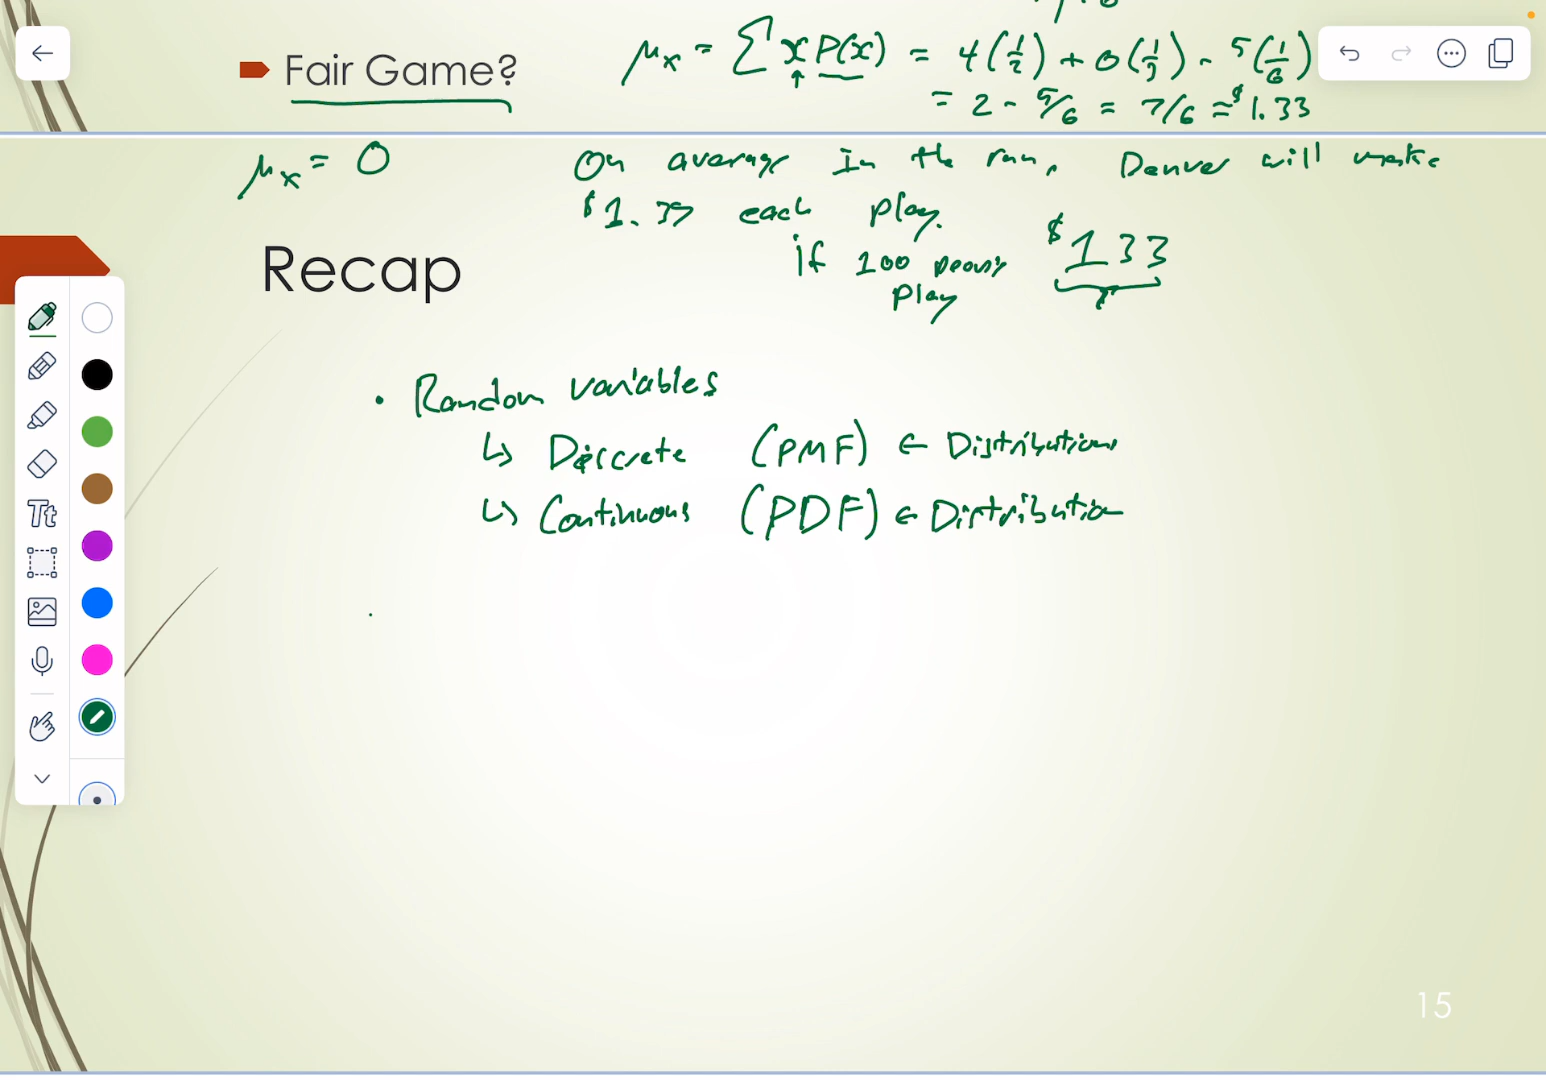 Fair Game?
μx = Σ x P(x) = 4(1/2) + 0(1/3) - 5(1/6)
= 2 - 5/6 = 7/6 ≈ $1.33
μx = 0
On average In the run, Denver will make
$1.33 each play.
if 100 play $133
Recap
• Random variables
↳ Discrete (PMF) ← Distributions
↳ Continuous (PDF) ← Distribution
Tt
15